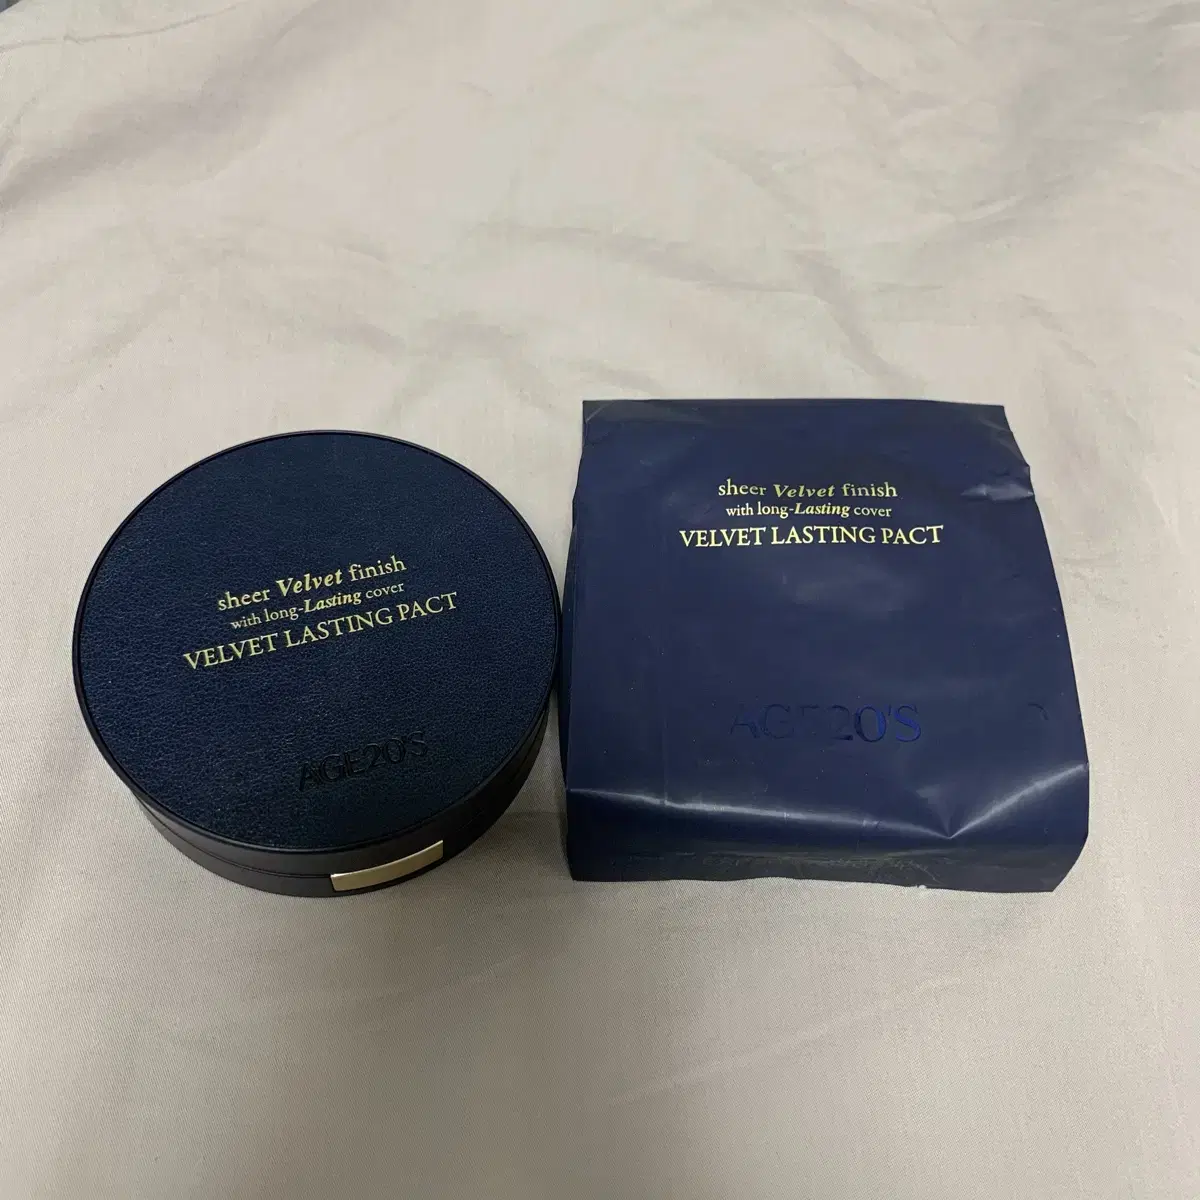 sheer Velvet finish
with long-Lasting cover
VELVET LASTING PACT
AGE20'S
sheer Velvet finish
with long-Lasting cover
VELVET LASTING PACT
AGE20'S